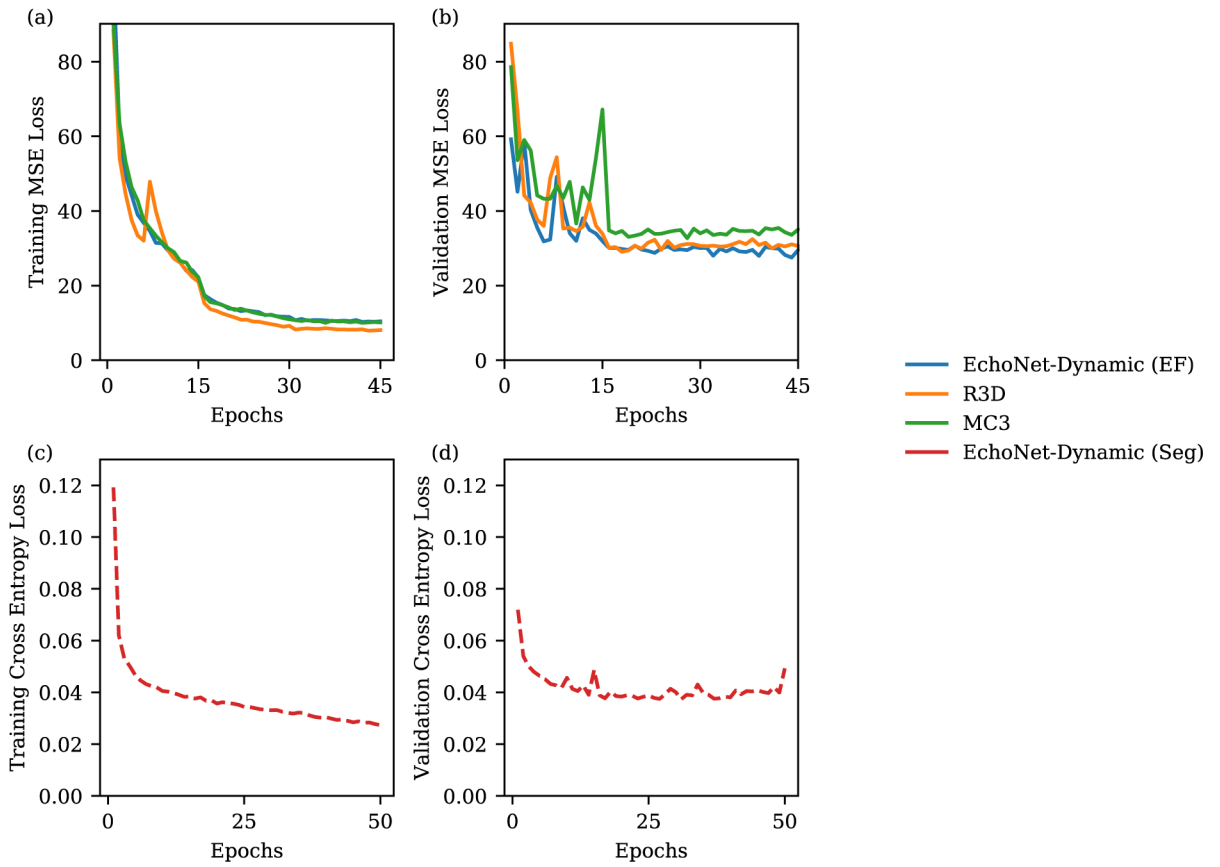 (a)
Training MSE Loss
80
60
40
20
0
0 15 30 45
Epochs
(b)
Validation MSE Loss
80
60
40
20
0
0 15 30 45
Epochs
EchoNet-Dynamic (EF)
R3D
MC3
EchoNet-Dynamic (Seg)
(c)
Training Cross Entropy Loss
0.12
0.10
0.08
0.06
0.04
0.02
0.00
0 25 50
Epochs
(d)
Validation Cross Entropy Loss
0.12
0.10
0.08
0.06
0.04
0.02
0.00
0 25 50
Epochs